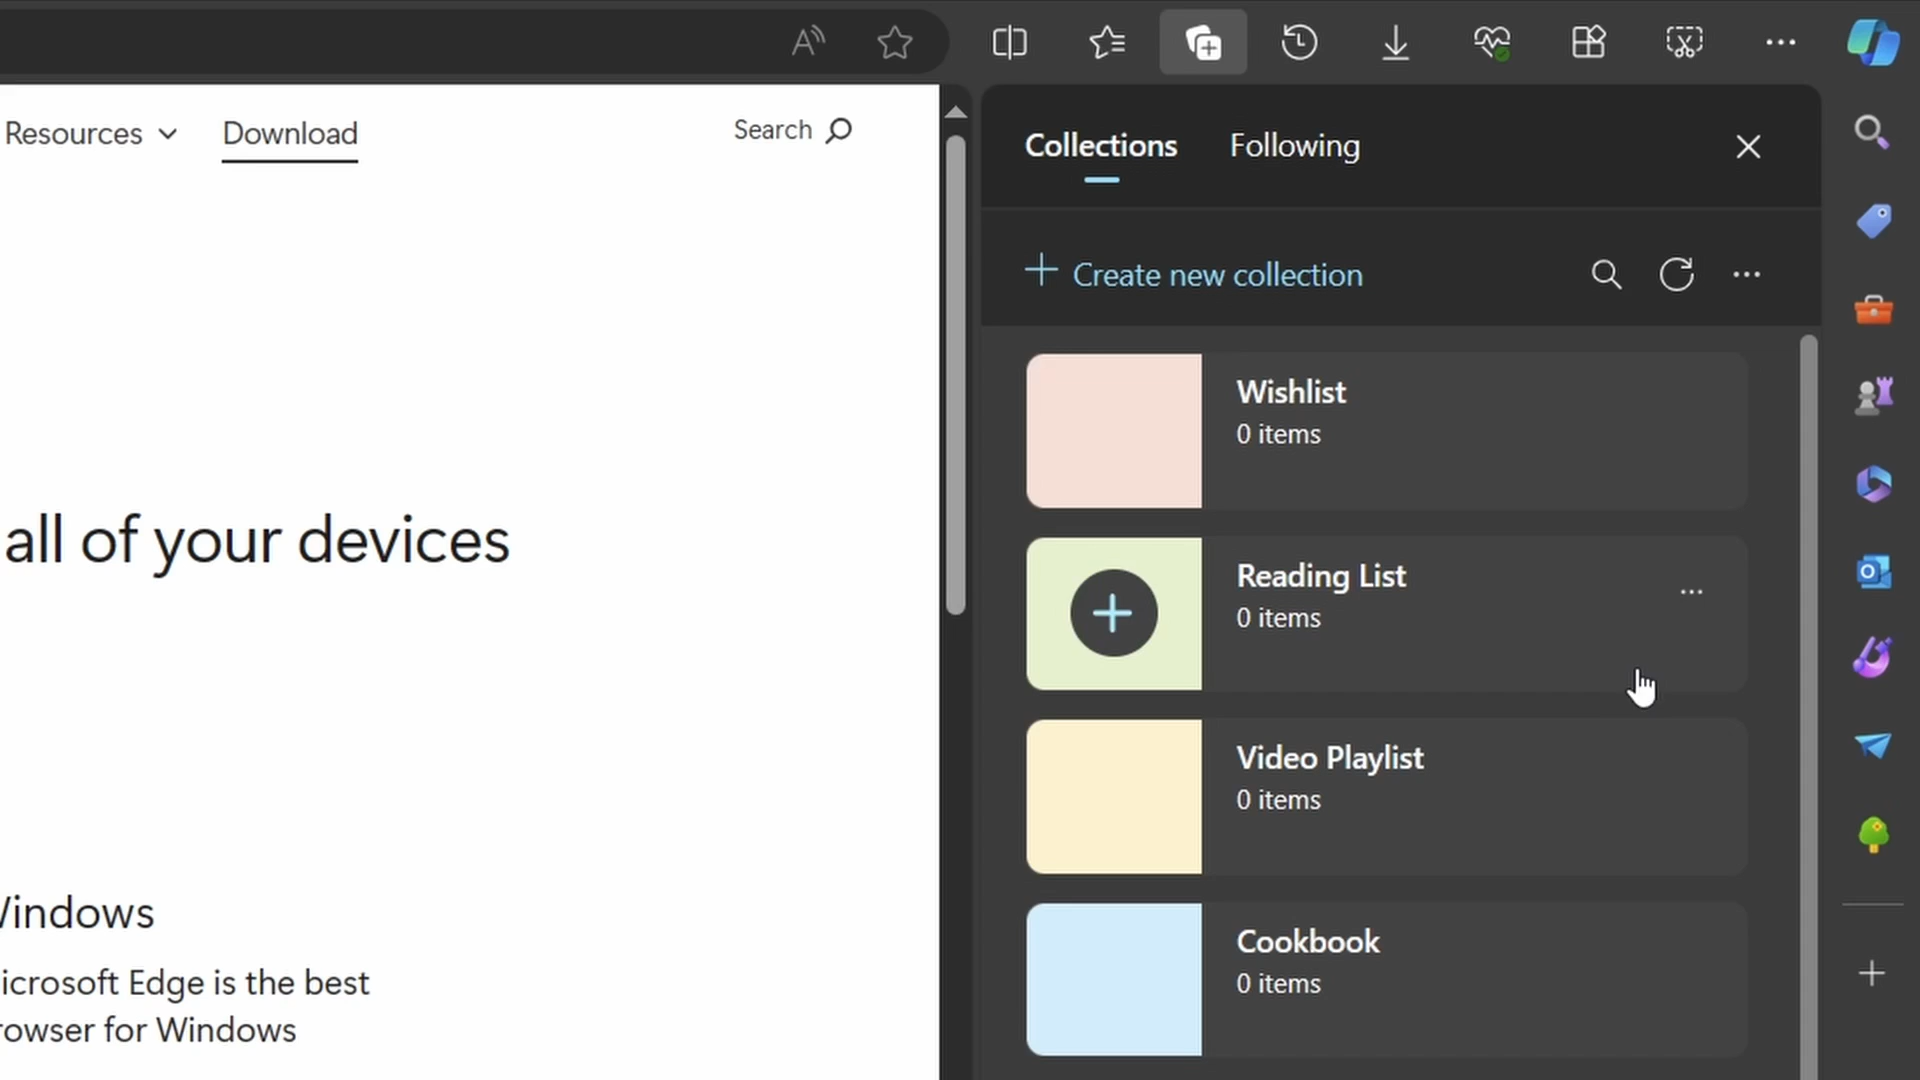 Resources
Download
Search
all of your devices
Windows
icrosoft Edge is the best
rowser for Windows
Collections
Following
Create new collection
Wishlist
0 items
Reading List
0 items
Video Playlist
0 items
Cookbook
0 items